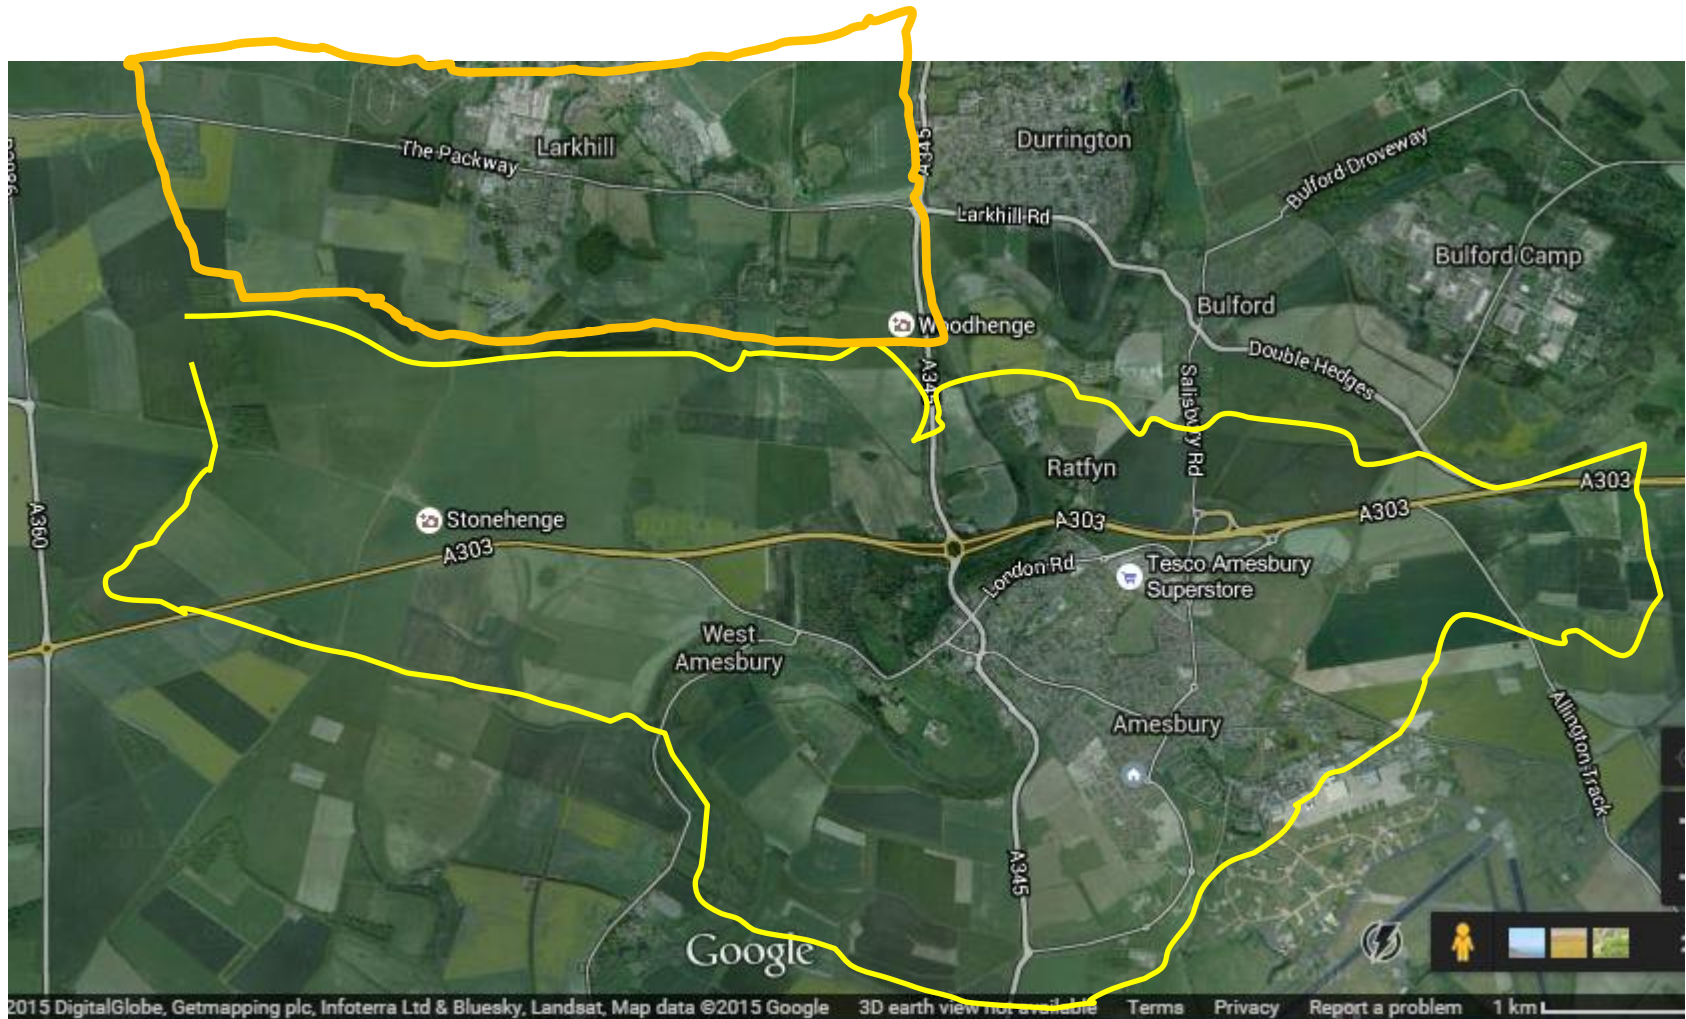 A345
Durrington
Larkhill
The Packway
Bulford Droveway
Larkhill Rd
Bulford Camp
Bulford
Woodhenge
Double Hedges
Salisbury Rd
Ratfyn
A303
A303
A303
A303
Stonehenge
A360
London Rd
Tesco Amesbury
Superstore
West
Amesbury
Amesbury
Allington Track
A345
Google
2015 DigitalGlobe, Getmapping plc, Infoterra Ltd & Bluesky, Landsat, Map data ©2015 Google
3D earth view not available
Terms
Privacy
Report a problem
1 km